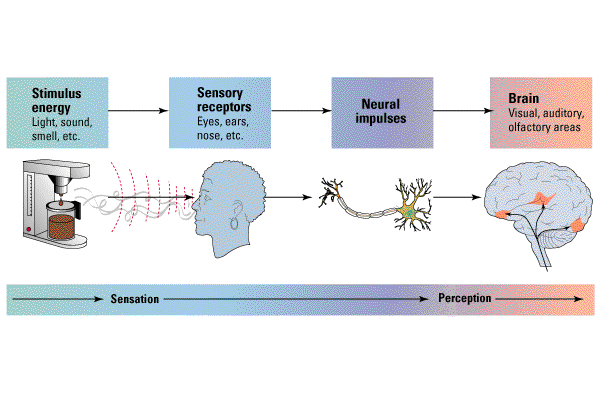 Stimulus
energy
Light, sound,
smell, etc.
Sensory
receptors
Eyes, ears,
nose, etc.
Neural
impulses
Brain
Visual, auditory,
olfactory areas
Sensation
Perception